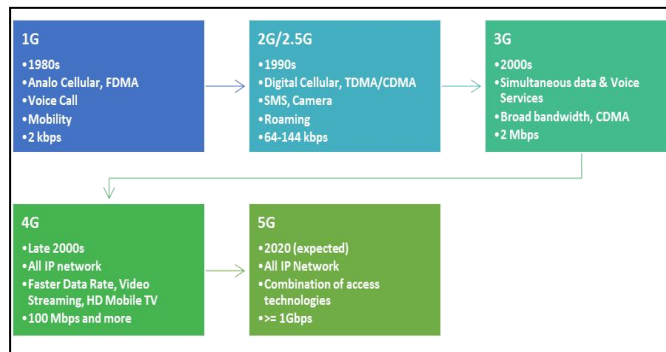 1G
•1980s
•Analo Cellular, FDMA
•Voice Call
•Mobility
•2 kbps
2G/2.5G
•1990s
•Digital Cellular, TDMA/CDMA
•SMS, Camera
•Roaming
•64-144 kbps
3G
•2000s
•Simultaneous data & Voice
Services
•Broad bandwidth, CDMA
•2 Mbps
4G
•Late 2000s
•All IP network
•Faster Data Rate, Video
Streaming, HD Mobile TV
•100 Mbps and more
5G
•2020 (expected)
•All IP Network
•Combination of access
technologies
•>= 1Gbps